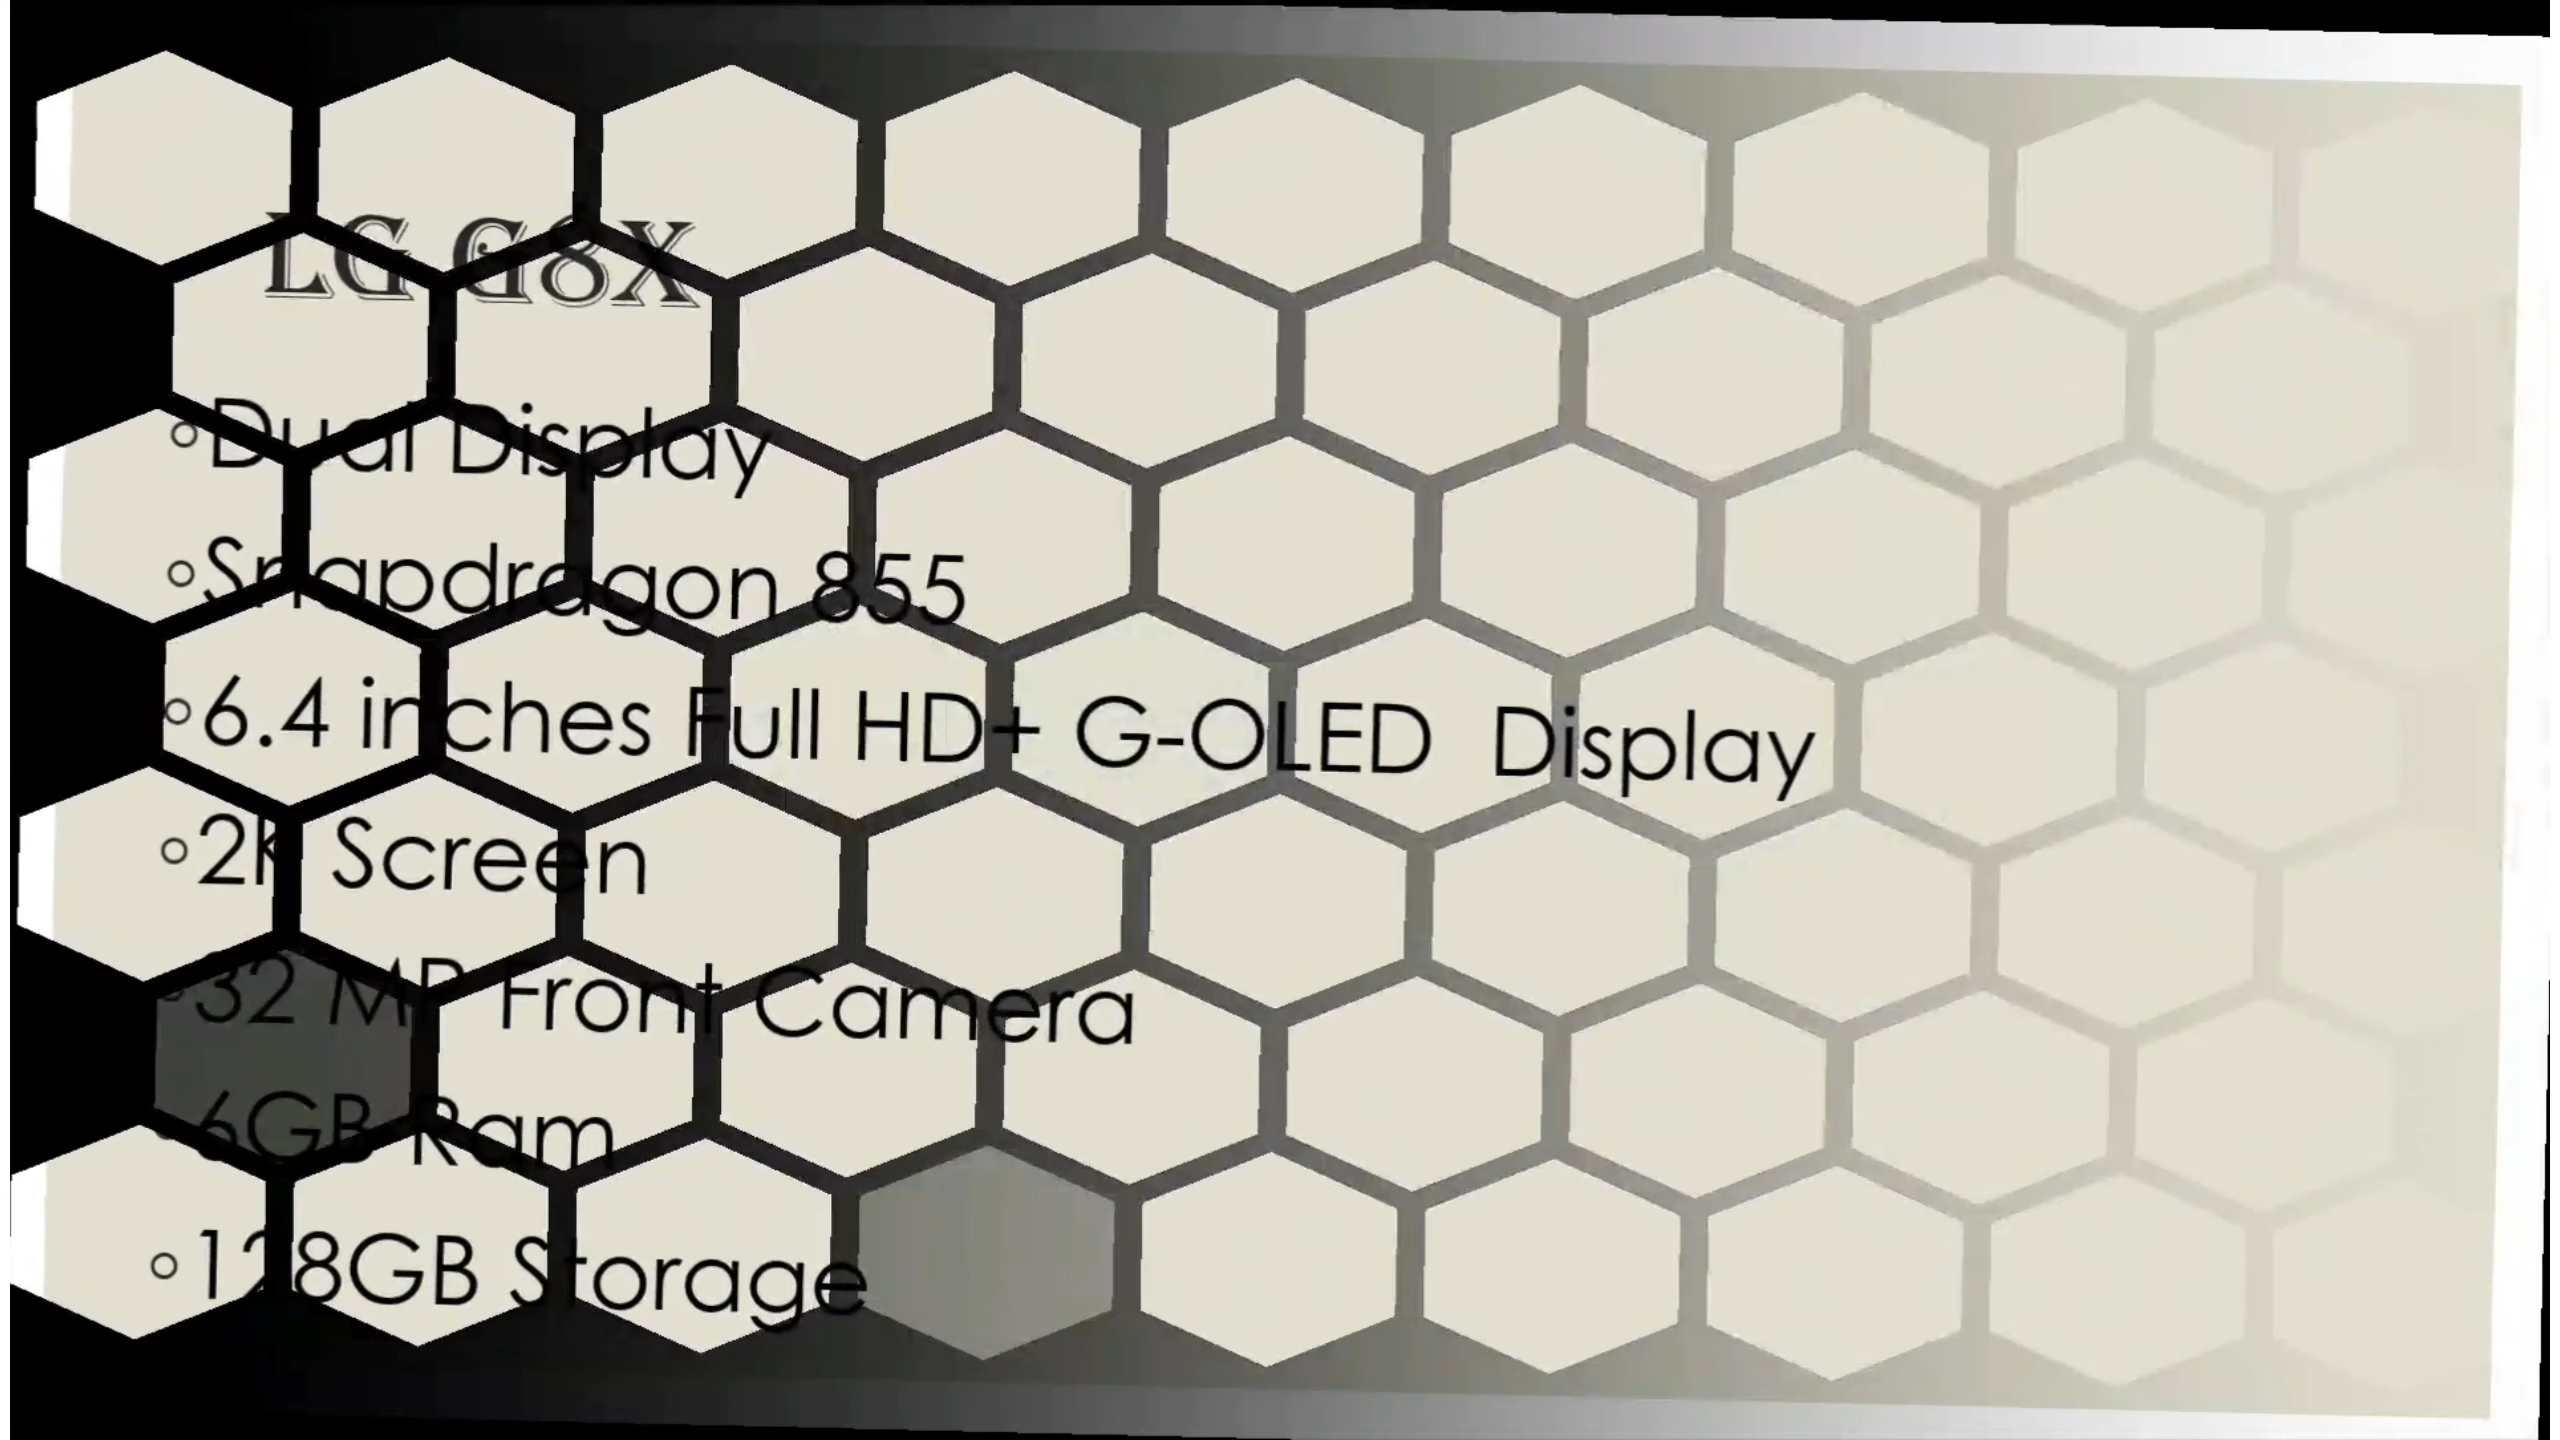 LG G8X
Dual Display
Snapdragon 855
6.4 inches Full HD+ G-OLED Display
2K Screen
32 MP Front Camera
6GB Ram
128GB Storage